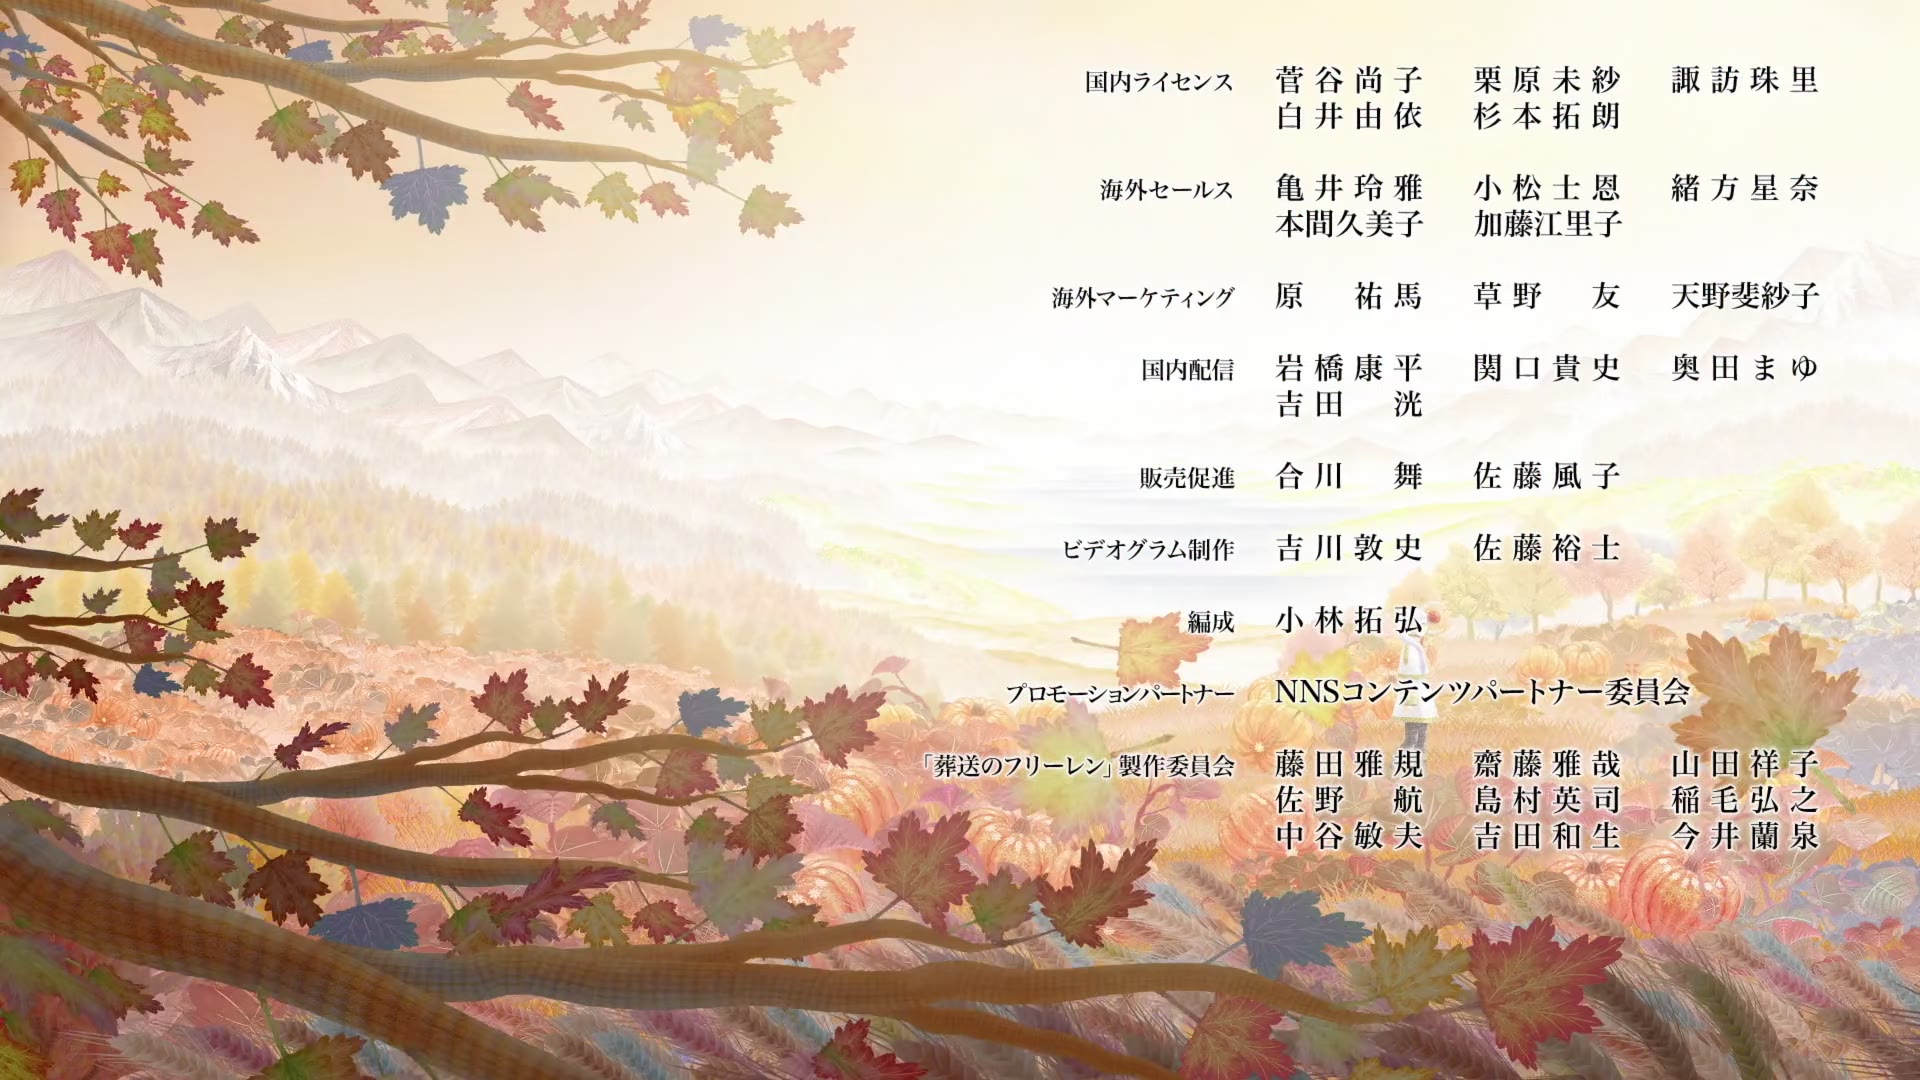 国内ライセンス 菅谷尚子 栗原未紗 諏訪珠里
白井由依 杉本拓朗
海外セールス 亀井玲雅 小松士恩 緒方星奈
本間久美子 加藤江里子
海外マーケティング 原祐馬 草野友 天野斐紗子
国内配信 岩橋康平 関口貴史 奥田まゆ
吉田洸
販売促進 合川舞 佐藤風子
ビデオグラム制作 吉川敦史 佐藤裕士
編成 小林拓弘
プロモーションパートナー NNSコンテンツパートナー委員会
「葬送のフリーレン」製作委員会 藤田雅規 齋藤雅哉 山田祥子
佐野航 島村英司 稲毛弘之
中谷敏夫 吉田和生 今井蘭泉